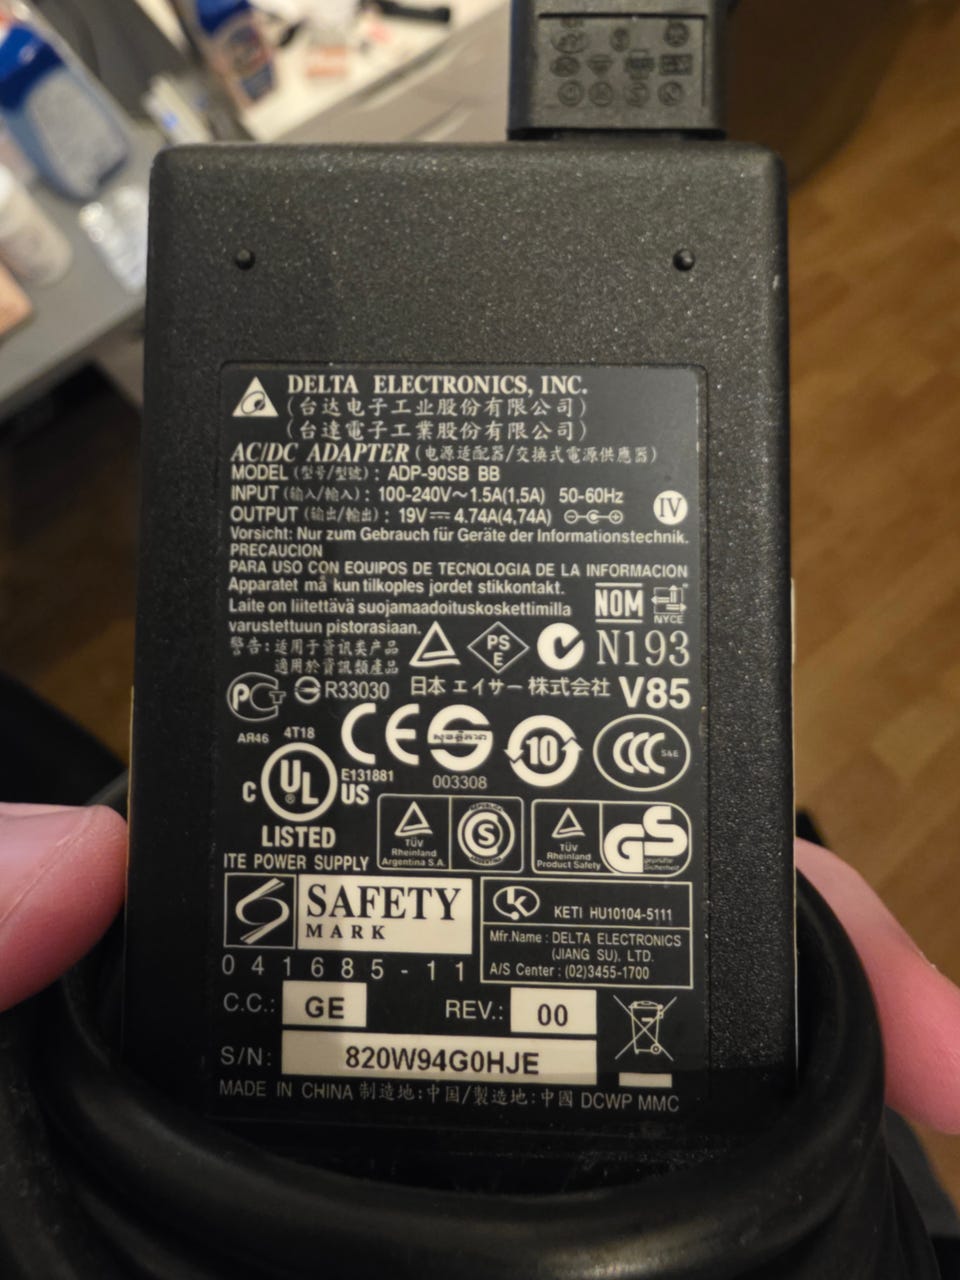 DELTA ELECTRONICS, INC.
(台达电子工业股份有限公司)
(台達電子工業股份有限公司)
AC/DC ADAPTER (电源适配器/交換式電源供應器)
MODEL (型号/型號) : ADP-90SB BB
INPUT (输入/輸入) : 100-240V~1.5A(1,5A) 50-60Hz
OUTPUT (输出/輸出) : 19V⎓ 4.74A(4,74A)
IV
Vorsicht: Nur zum Gebrauch für Geräte der Informationstechnik.
PRECAUCION
PARA USO CON EQUIPOS DE TECNOLOGIA DE LA INFORMACION
Apparatet må kun tilkoples jordet stikkontakt.
Laite on liitettävä suojamaadoituskoskettimilla
varustettuun pistorasiaan.
NOM
NYCE
警告: 适用于資訊类产品
適用於資訊類產品
PS
E
N193
PCT
R33030
日本 エイサー 株式会社 V85
AR46
4T18
CE
003308
10
CCC
S&E
C UL US
®
E131881
LISTED
ITE POWER SUPPLY
TÜV
Rheinland
Argentina S.A.
S
TÜV
Rheinland
Product Safety
GS
geprüfte
Sicherheit
SAFETY
MARK
041685-11
KETI HU10104-5111
Mfr.Name : DELTA ELECTRONICS
(JIANG SU), LTD.
A/S Center : (02)3455-1700
C.C.: GE REV.: 00
S/N: 820W94G0HJE
MADE IN CHINA 制造地:中国/製造地:中國 DCWP MMC